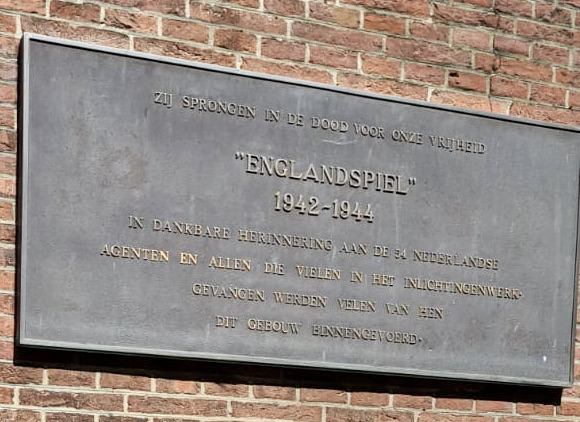 ZIJ SPRONGEN IN DE DOOD VOOR ONZE VRIJHEID
"ENGLANDSPIEL"
1942-1944
IN DANKBARE HERINNERING AAN DE 54 NEDERLANDSE
AGENTEN EN ALLEN DIE VIELEN IN HET INLICHTINGENWERK.
GEVANGEN WERDEN VELEN VAN HEN
DIT GEBOUW BINNENGEVOERD.